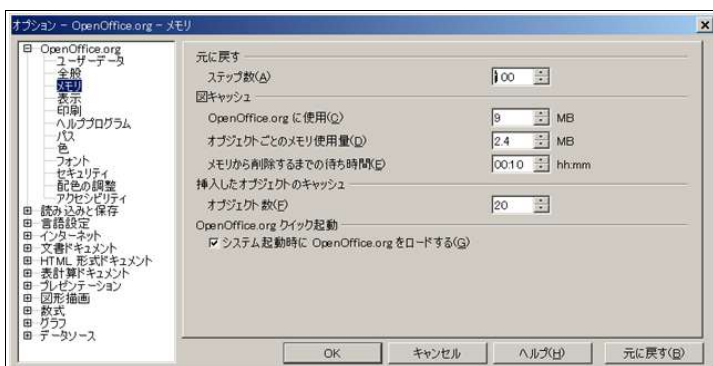 オプション - OpenOffice.org - メモリ
OpenOffice.org
ユーザーデータ
全般
メモリ
表示
印刷
ヘルププログラム
パス
色
フォント
セキュリティ
配色の調整
アクセシビリティ
読み込みと保存
言語設定
インターネット
文書ドキュメント
HTML 形式ドキュメント
表計算ドキュメント
プレゼンテーション
図形描画
数式
グラフ
データソース
元に戻す
ステップ数(A) 100
図キャッシュ
OpenOffice.org に使用(C) 9 MB
オブジェクトごとのメモリ使用量(D) 2.4 MB
メモリから削除するまでの待ち時間(E) 00:10 hh:mm
挿入したオブジェクトのキャッシュ
オブジェクト数(F) 20
OpenOffice.org クイック起動
システム起動時に OpenOffice.org をロードする(G)
OK キャンセル ヘルプ(H) 元に戻す(B)